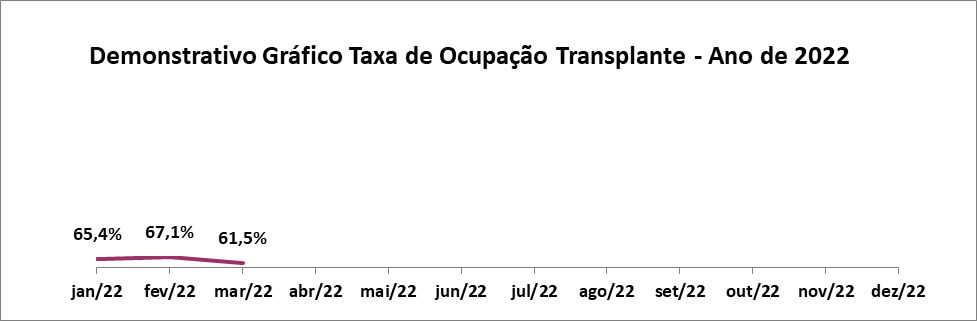 Demonstrativo Gráfico Taxa de Ocupação Transplante - Ano de 2022
65,4% 67,1% 61,5%
jan/22 fev/22 mar/22 abr/22 mai/22 jun/22 jul/22 ago/22 set/22 out/22 nov/22 dez/22